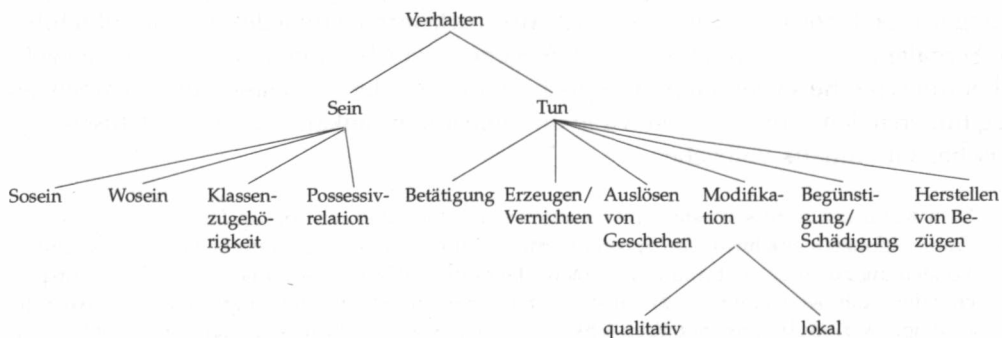 Verhalten
Sein
Tun
Sosein
Wosein
Klassen-
zugehö-
rigkeit
Possessiv-
relation
Betätigung
Erzeugen/
Vernichten
Auslösen
von
Geschehen
Modifika-
tion
Begünsti-
gung/
Schädigung
Herstellen
von Be-
zügen
qualitativ
lokal